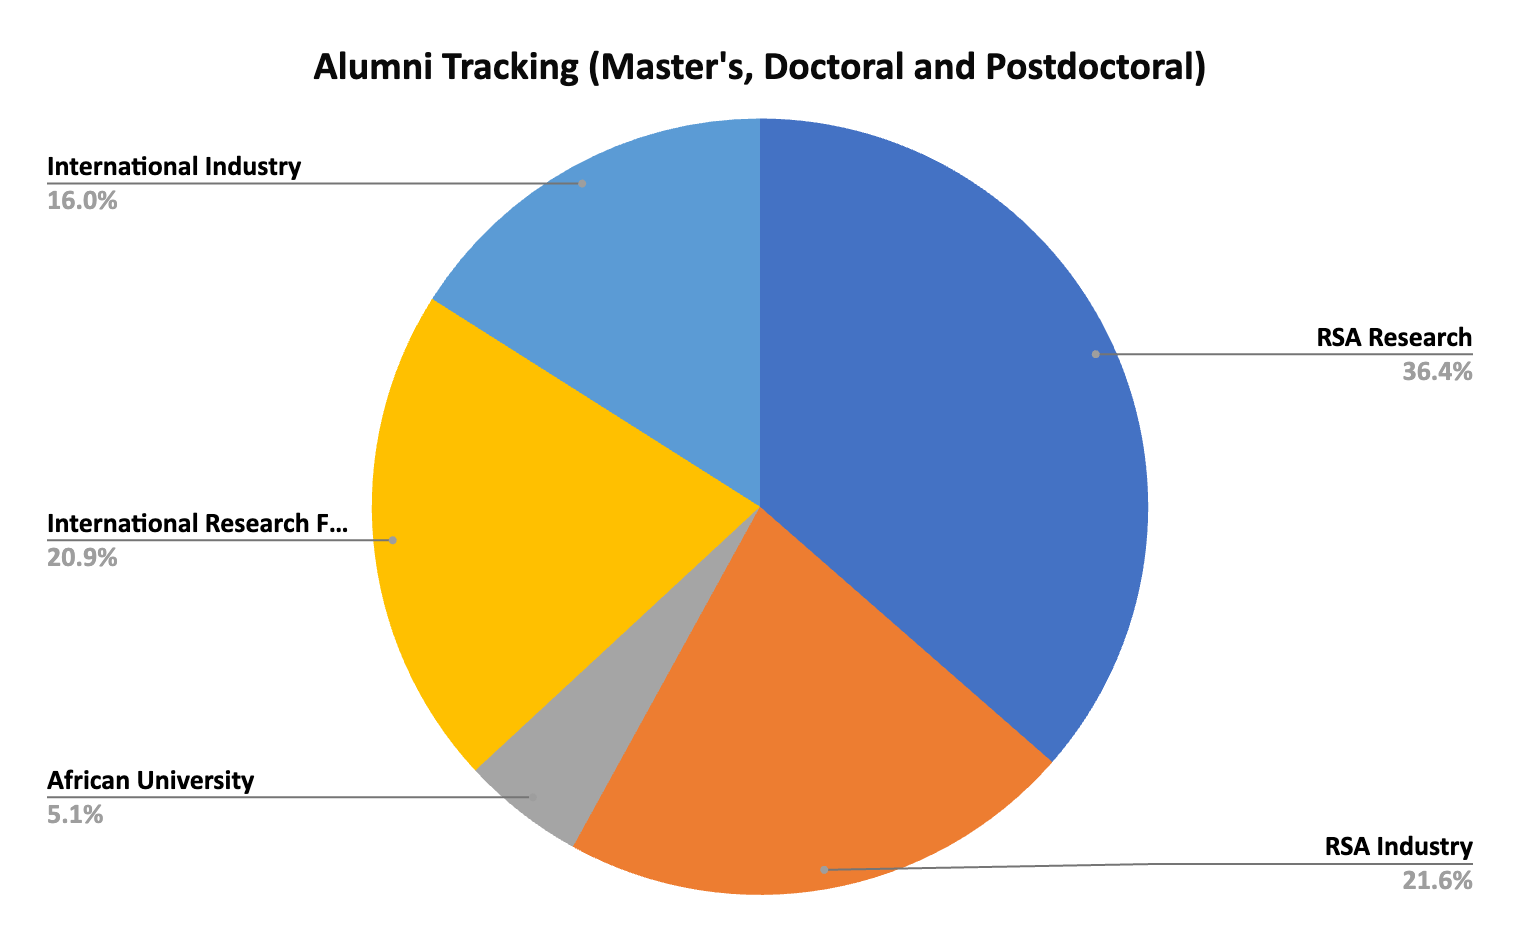 Alumni Tracking (Master's, Doctoral and Postdoctoral)
International Industry
16.0%
RSA Research
36.4%
International Research F...
20.9%
African University
5.1%
RSA Industry
21.6%